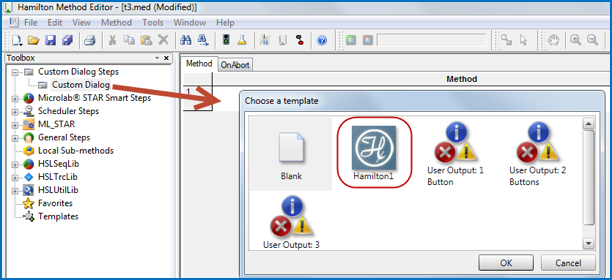 Hamilton Method Editor - [t3.med (Modified)]
File Edit View Method Tools Window Help
Toolbox
Custom Dialog Steps
Custom Dialog
Microlab® STAR Smart Steps
Scheduler Steps
ML_STAR
General Steps
Local Sub-methods
HSLSeqLib
HSLTrcLib
HSLUtilLib
Favorites
Templates
Method OnAbort
Method
1
Choose a template
Blank
Hamilton1
User Output: 1 Button
User Output: 2 Buttons
User Output: 3
OK Cancel